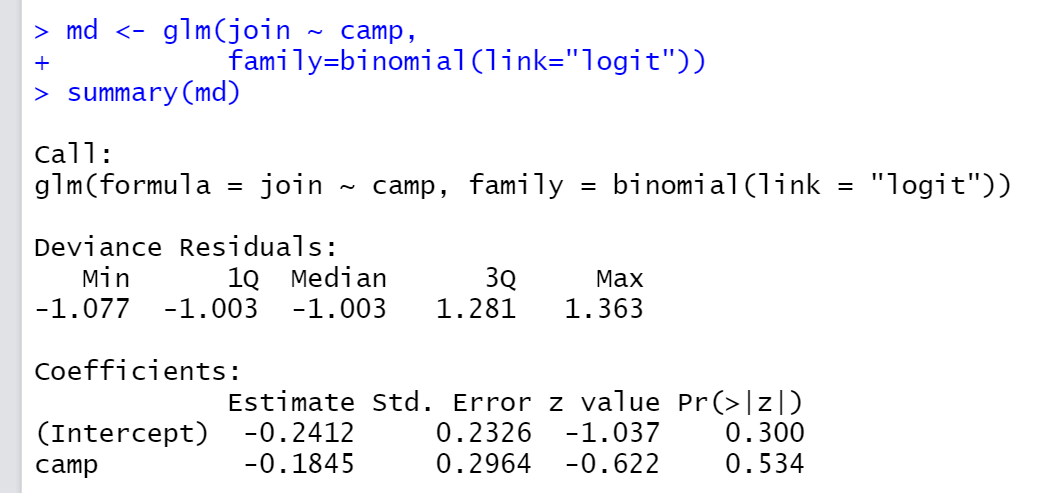 > md <- glm(join ~ camp,
+           family=binomial(link="logit"))
> summary(md)
Call:
glm(formula = join ~ camp, family = binomial(link = "logit"))
Deviance Residuals:
   Min      1Q  Median      3Q     Max
-1.077  -1.003  -1.003   1.281   1.363
Coefficients:
            Estimate Std. Error z value Pr(>|z|)
(Intercept)  -0.2412     0.2326  -1.037    0.300
camp         -0.1845     0.2964  -0.622    0.534